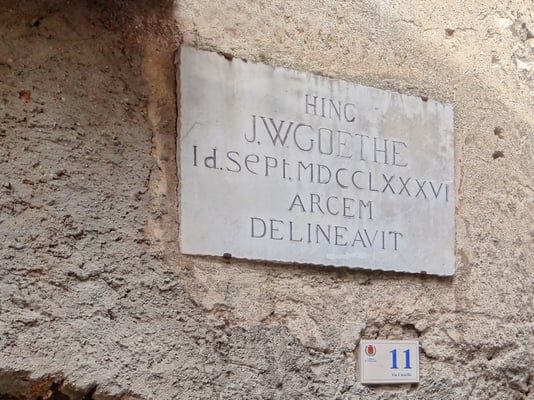 HINC
J.W.GOETHE
Id.Sept.MDCCLXXXVI
ARCEM
DELINEAVIT
11